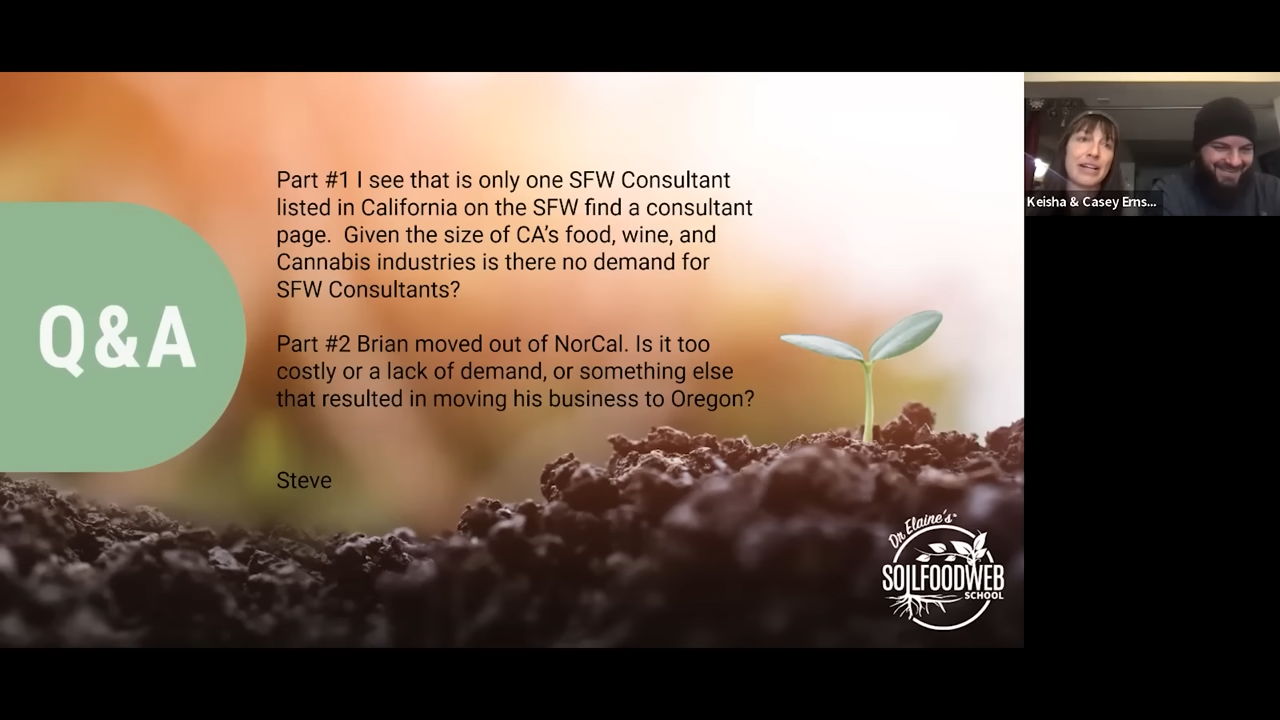 Part #1 I see that is only one SFW Consultant
listed in California on the SFW find a consultant
page.  Given the size of CA's food, wine, and
Cannabis industries is there no demand for
SFW Consultants?
Part #2 Brian moved out of NorCal. Is it too
costly or a lack of demand, or something else
that resulted in moving his business to Oregon?
Steve
Q&A
Keisha & Casey Erns...
Dr Elaine's™
SOILFOODWEB
SCHOOL